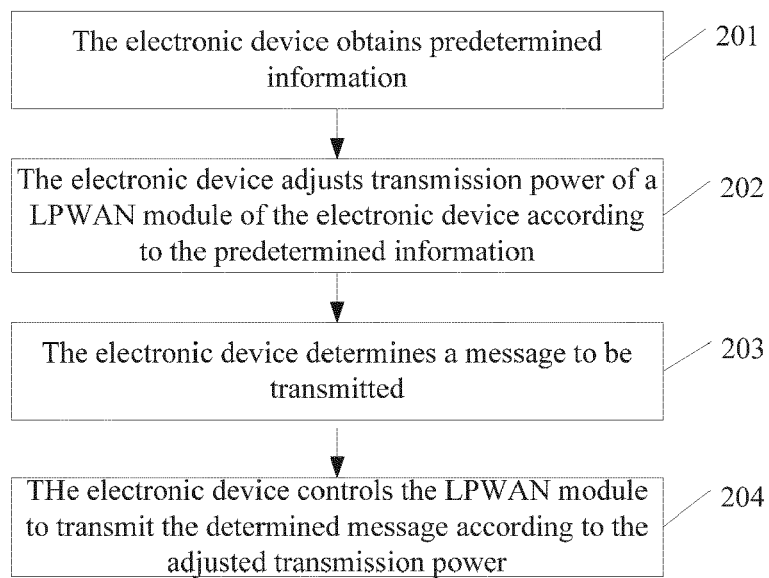 The electronic device obtains predetermined
information
201
The electronic device adjusts transmission power of a
LPWAN module of the electronic device according
to the predetermined information
202
The electronic device determines a message to be
transmitted
203
THe electronic device controls the LPWAN module
to transmit the determined message according to the
adjusted transmission power
204